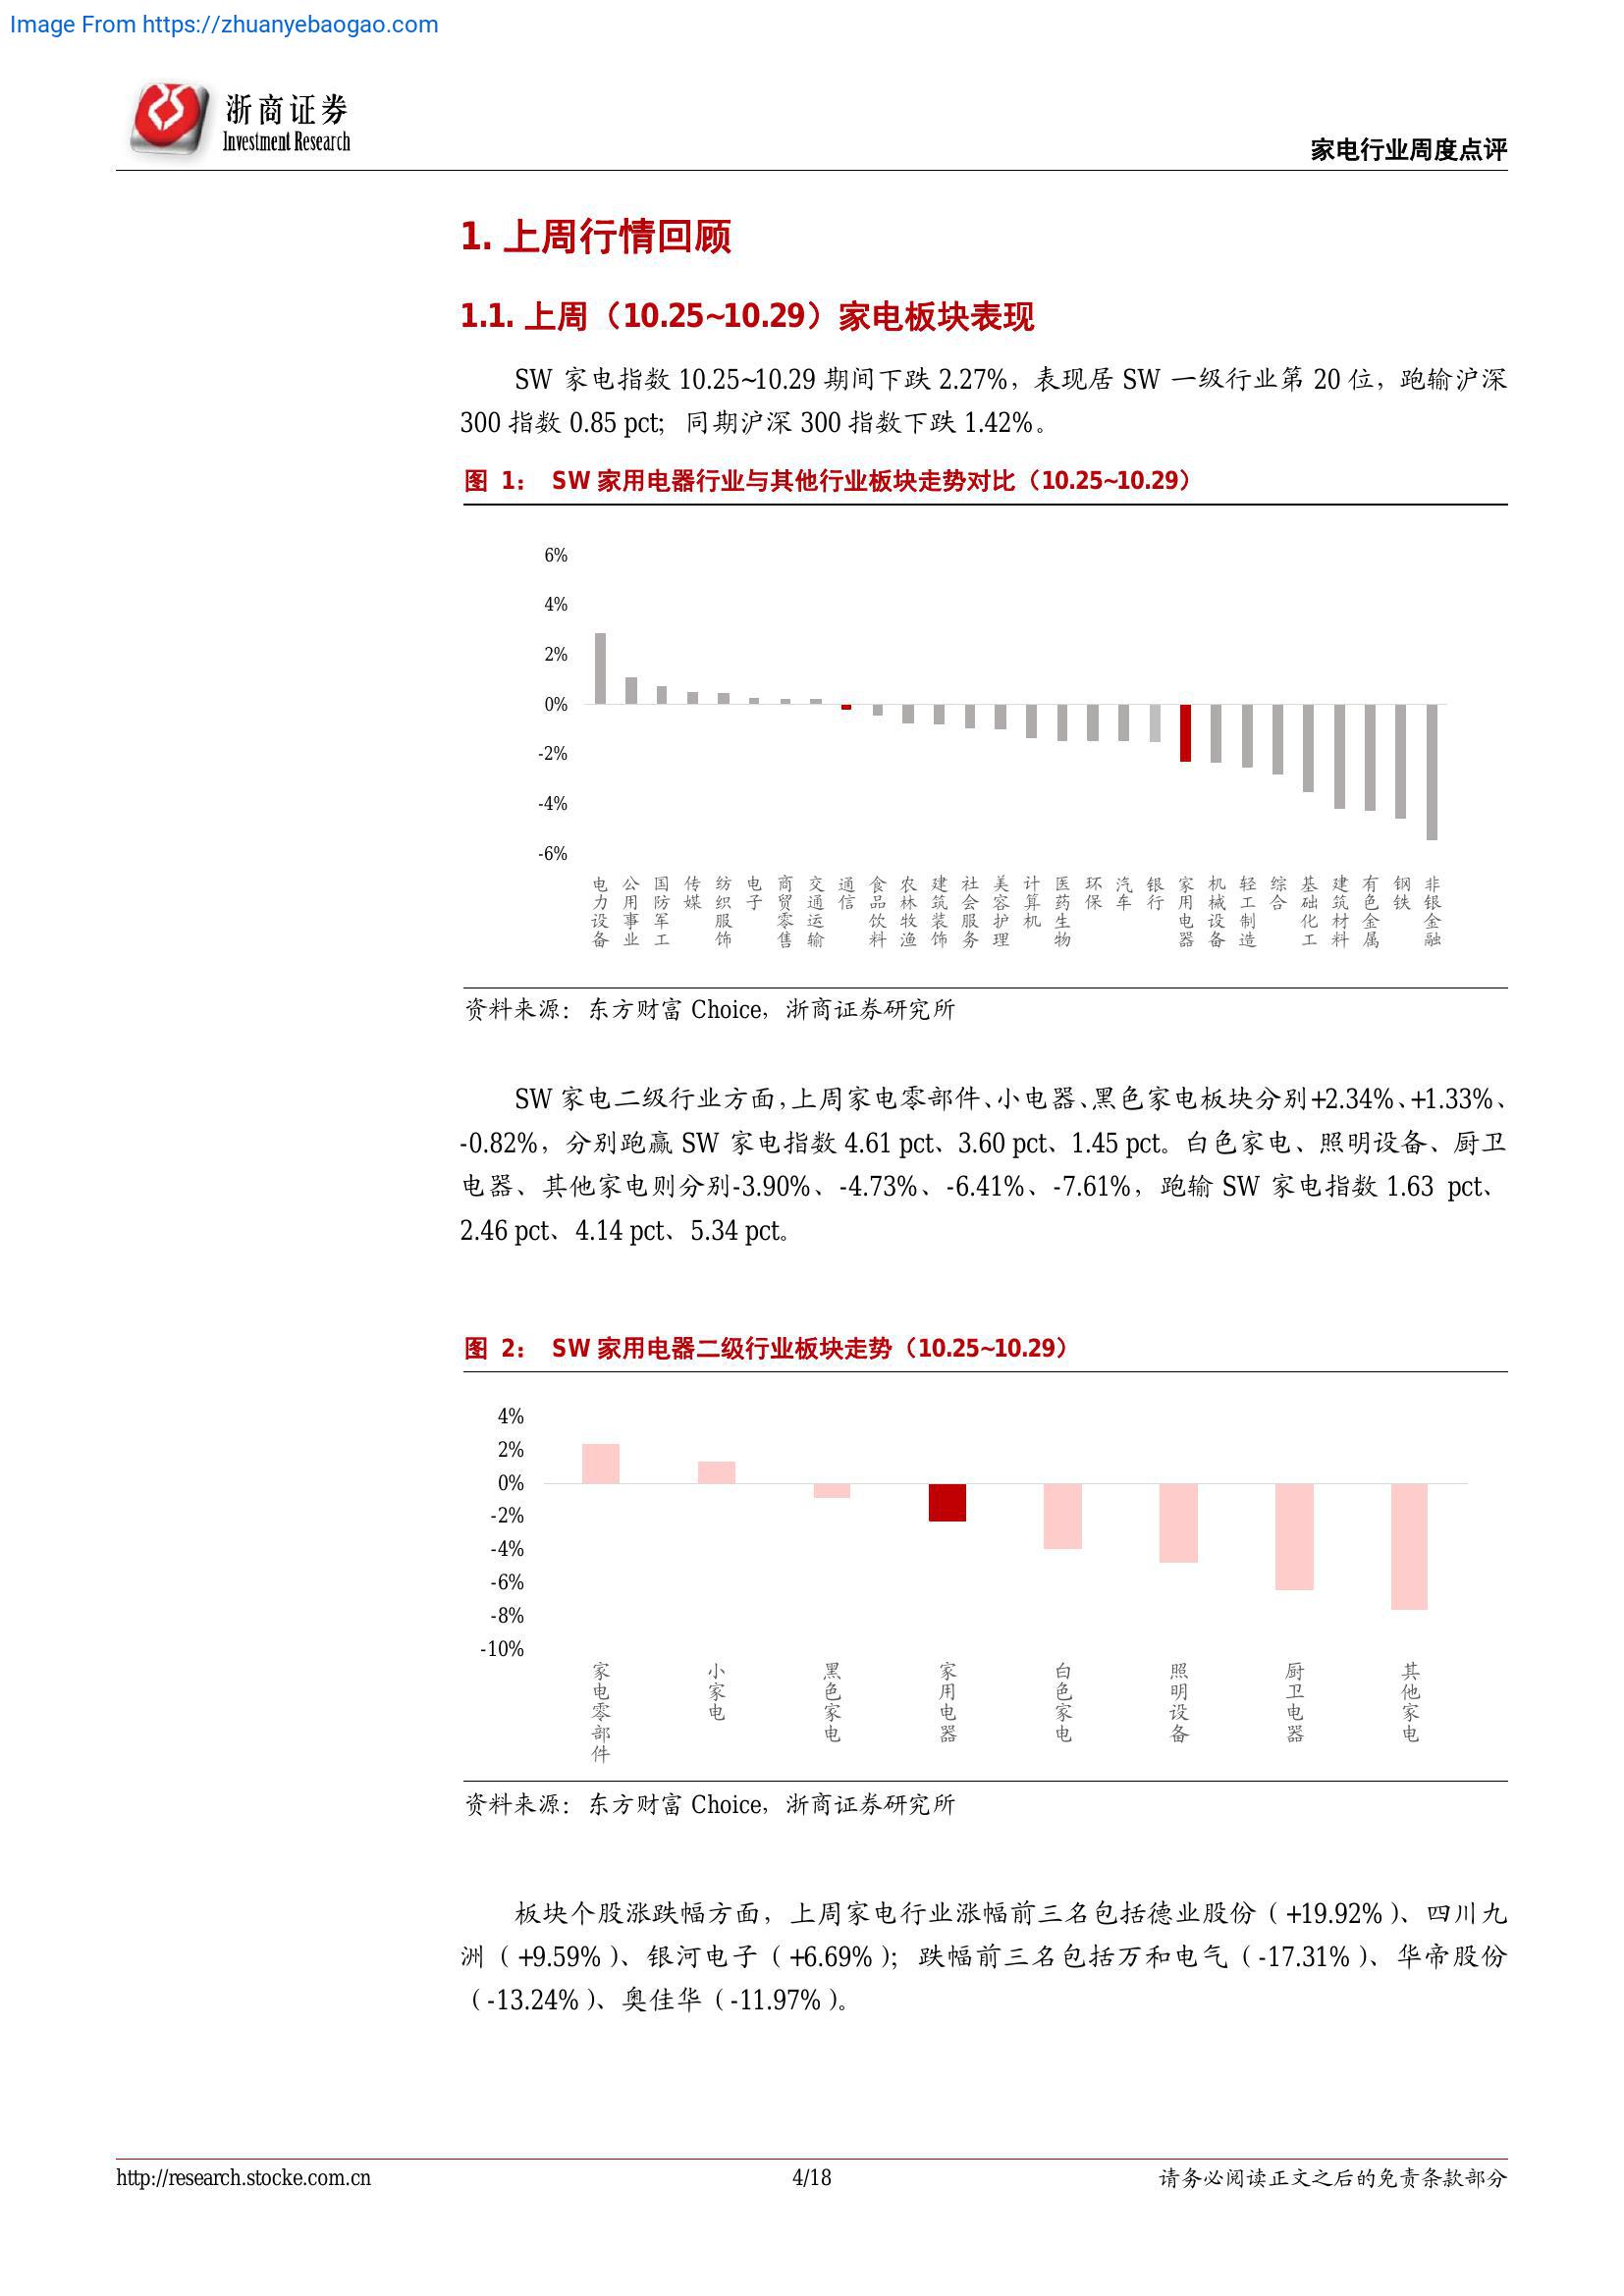 Image From https://zhuanyebaogao.com
浙商证券
Investment Research
家电行业周度点评
1. 上周行情回顾
1.1. 上周（10.25~10.29）家电板块表现
SW 家电指数 10.25~10.29 期间下跌 2.27%，表现居 SW 一级行业第 20 位，跑输沪深
300 指数 0.85 pct; 同期沪深 300 指数下跌 1.42%。
图 1： SW 家用电器行业与其他行业板块走势对比（10.25~10.29）
6%
4%
2%
0%
-2%
-4%
-6%
电力设备
公用事业
国防军工
传媒
纺织服饰
电子
商贸零售
交通运输
通信
食品饮料
农林牧渔
建筑装饰
社会服务
美容护理
计算机
医药生物
环保
汽车
银行
家用电器
机械设备
轻工制造
综合
基础化工
建筑材料
有色金属
钢铁
非银金融
资料来源：东方财富 Choice，浙商证券研究所
SW 家电二级行业方面，上周家电零部件、小电器、黑色家电板块分别+2.34%、+1.33%、
-0.82%，分别跑赢 SW 家电指数 4.61 pct、3.60 pct、1.45 pct。白色家电、照明设备、厨卫
电器、其他家电则分别-3.90%、-4.73%、-6.41%、-7.61%，跑输 SW 家电指数 1.63 pct、
2.46 pct、4.14 pct、5.34 pct。
图 2： SW 家用电器二级行业板块走势（10.25~10.29）
4%
2%
0%
-2%
-4%
-6%
-8%
-10%
家电零部件
小家电
黑色家电
家用电器
白色家电
照明设备
厨卫电器
其他家电
资料来源：东方财富 Choice，浙商证券研究所
板块个股涨跌幅方面，上周家电行业涨幅前三名包括德业股份（+19.92%）、四川九
洲（+9.59%）、银河电子（+6.69%）；跌幅前三名包括万和电气（-17.31%）、华帝股份
（-13.24%）、奥佳华（-11.97%）。
http://research.stocke.com.cn
4/18
请务必阅读正文之后的免责条款部分